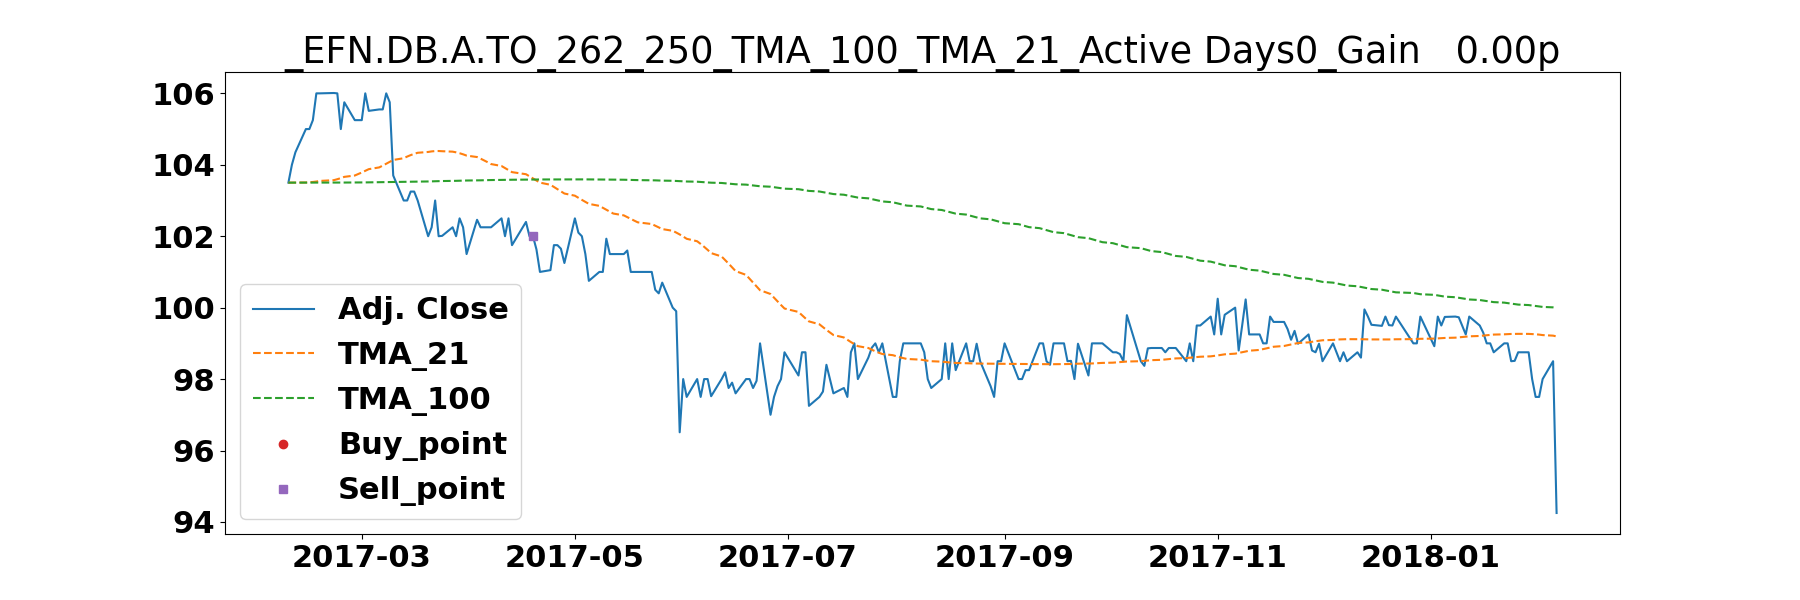 _EFN.DB.A.TO_262_250_TMA_100_TMA_21_Active Days0_Gain   0.00p
106
104
102
100
98
96
94
Adj. Close
TMA_21
TMA_100
Buy_point
Sell_point
2017-03 2017-05 2017-07 2017-09 2017-11 2018-01